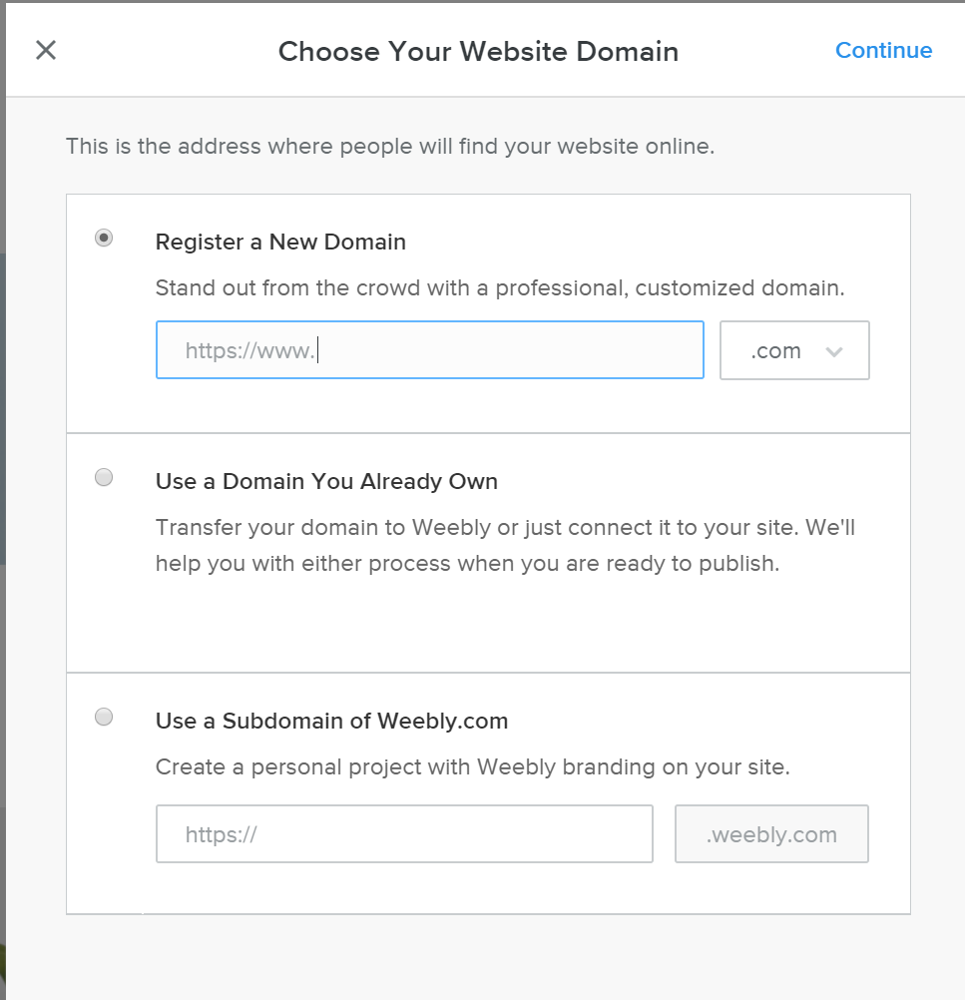 Choose Your Website Domain
Continue
This is the address where people will find your website online.
Register a New Domain
Stand out from the crowd with a professional, customized domain.
https://www.
.com
Use a Domain You Already Own
Transfer your domain to Weebly or just connect it to your site. We'll
help you with either process when you are ready to publish.
Use a Subdomain of Weebly.com
Create a personal project with Weebly branding on your site.
https://
.weebly.com